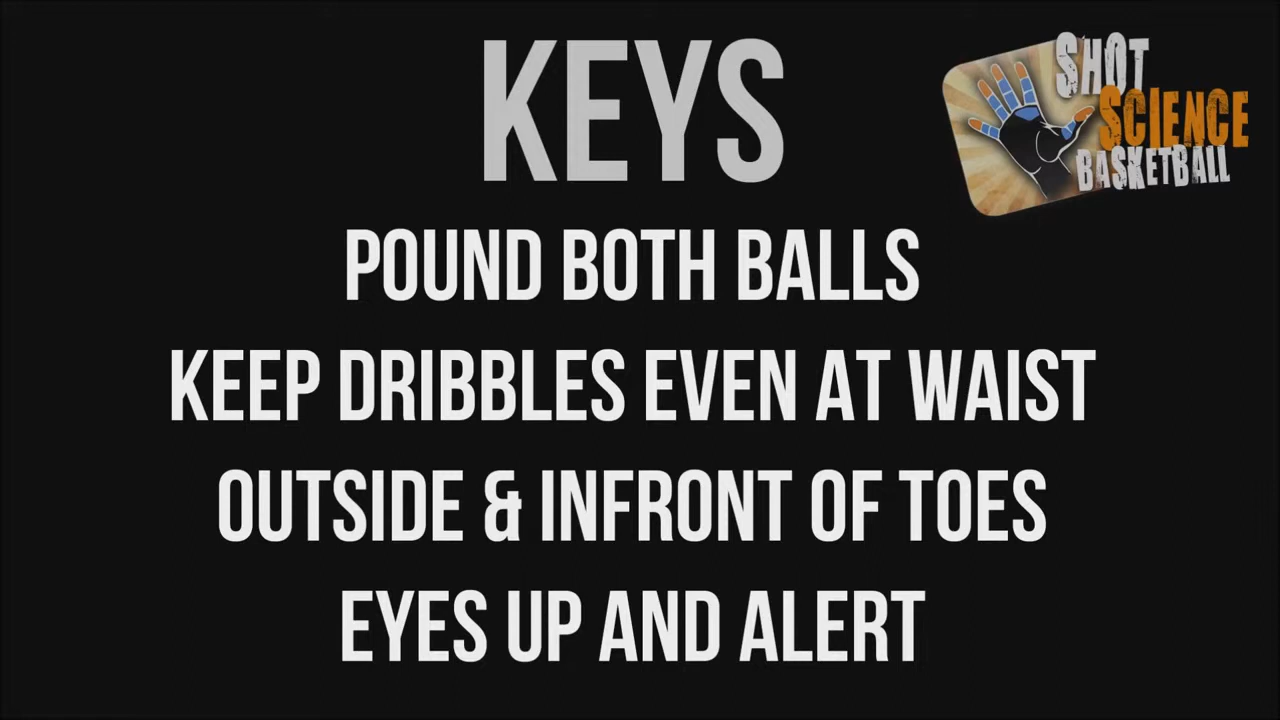 KEYS
SHOT
SCIENCE
BASKETBALL
POUND BOTH BALLS
KEEP DRIBBLES EVEN AT WAIST
OUTSIDE & INFRONT OF TOES
EYES UP AND ALERT